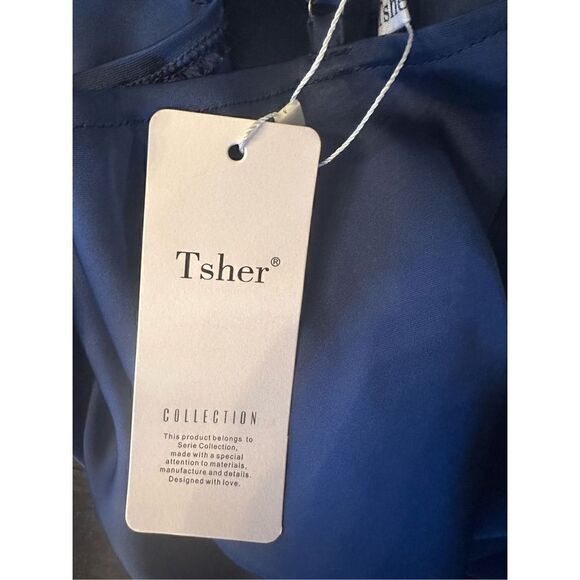 Tsher
Tsher®
COLLECTION
This product belongs to
Serie Collection,
made with a special
attention to materials,
manufacture and details.
Designed with love.